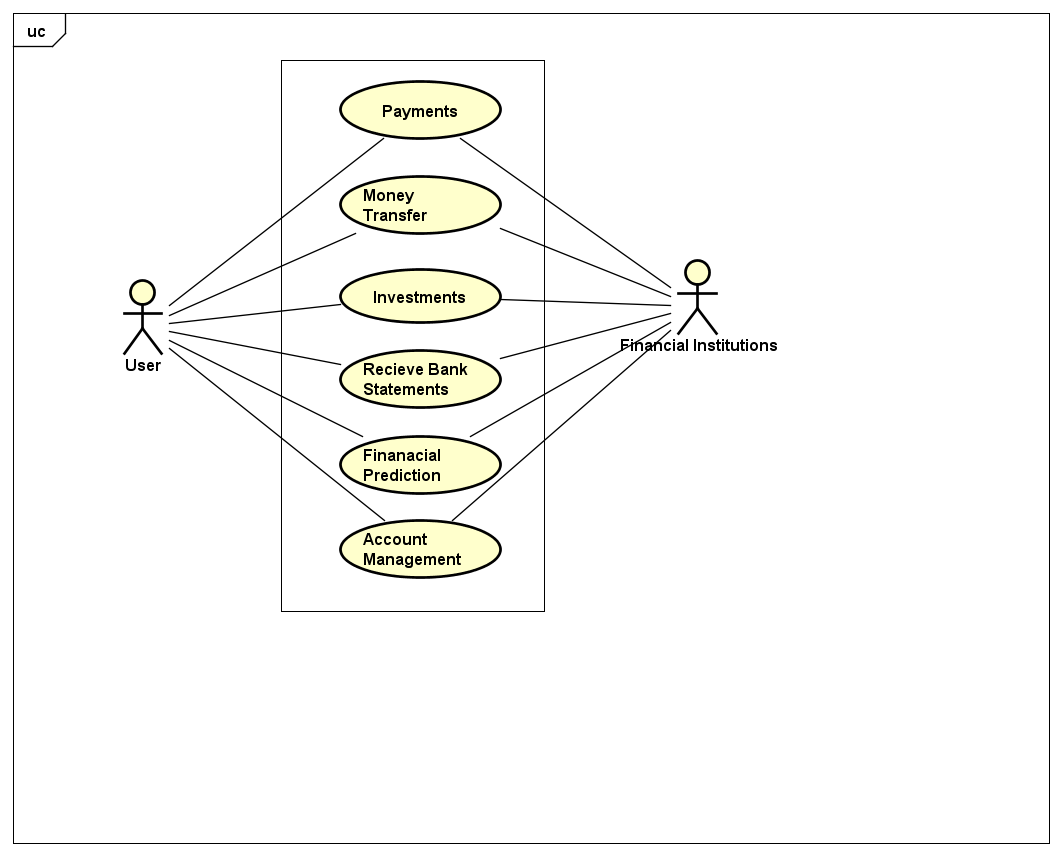 uc
Payments
Money
Transfer
Investments
Recieve Bank
Statements
Finanacial
Prediction
Account
Management
User
Financial Institutions